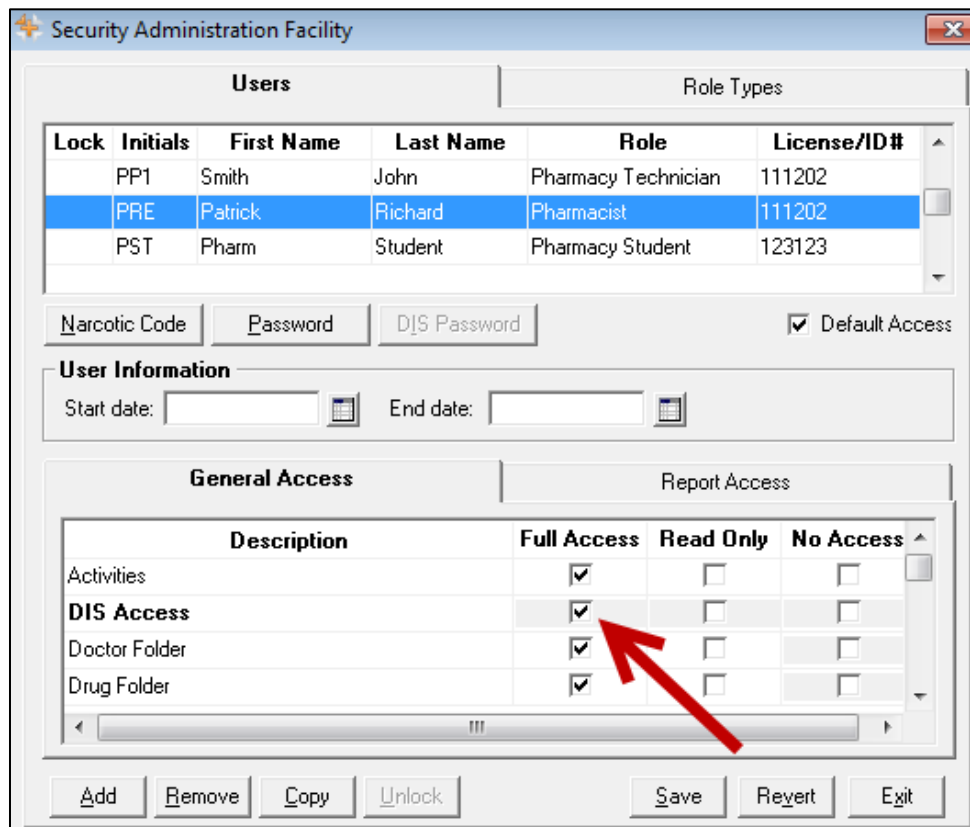 Security Administration Facility
Users Role Types
Lock Initials First Name Last Name Role License/ID#
PP1 Smith John Pharmacy Technician 111202
PRE Patrick Richard Pharmacist 111202
PST Pharm Student Pharmacy Student 123123
Narcotic Code Password DIS Password Default Access
User Information
Start date: End date:
General Access Report Access
Description Full Access Read Only No Access
Activities
DIS Access
Doctor Folder
Drug Folder
Add Remove Copy Unlock Save Revert Exit